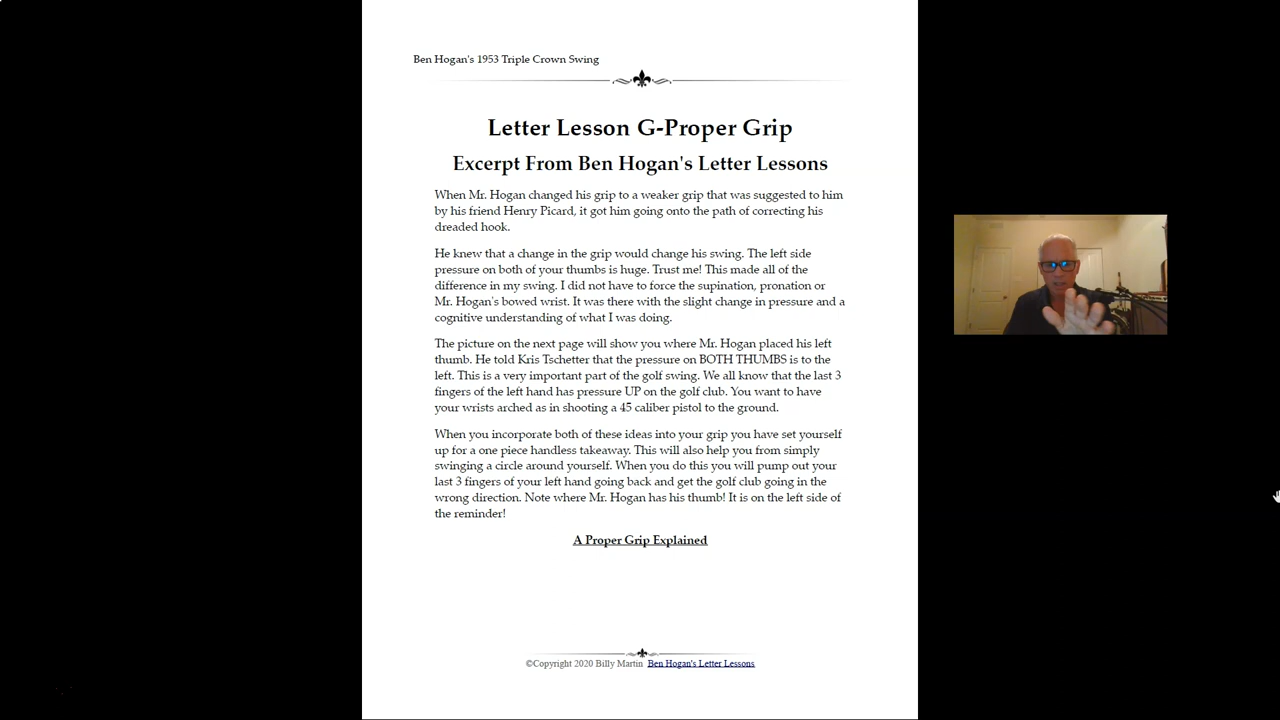 Ben Hogan's 1953 Triple Crown Swing
Letter Lesson G-Proper Grip
Excerpt From Ben Hogan's Letter Lessons
When Mr. Hogan changed his grip to a weaker grip that was suggested to him
by his friend Henry Picard, it got him going onto the path of correcting his
dreaded hook.
He knew that a change in the grip would change his swing. The left side
pressure on both of your thumbs is huge. Trust me! This made all of the
difference in my swing. I did not have to force the supination, pronation or
Mr. Hogan's bowed wrist. It was there with the slight change in pressure and a
cognitive understanding of what I was doing.
The picture on the next page will show you where Mr. Hogan placed his left
thumb. He told Kris Tschetter that the pressure on BOTH THUMBS is to the
left. This is a very important part of the golf swing. We all know that the last 3
fingers of the left hand has pressure UP on the golf club. You want to have
your wrists arched as in shooting a 45 caliber pistol to the ground.
When you incorporate both of these ideas into your grip you have set yourself
up for a one piece handless takeaway. This will also help you from simply
swinging a circle around yourself. When you do this you will pump out your
last 3 fingers of your left hand going back and get the golf club going in the
wrong direction. Note where Mr. Hogan has his thumb! It is on the left side of
the reminder!
A Proper Grip Explained
©Copyright 2020 Billy Martin Ben Hogan's Letter Lessons